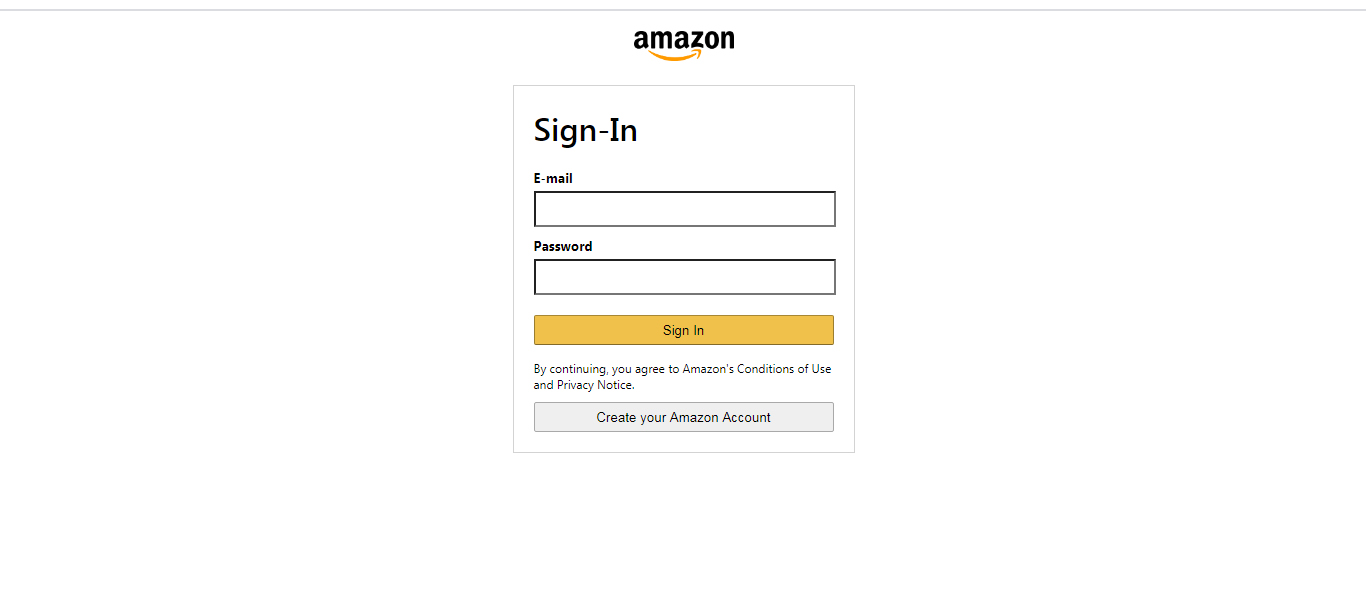 amazon
Sign-In
E-mail
Password
Sign In
By continuing, you agree to Amazon's Conditions of Use
and Privacy Notice.
Create your Amazon Account